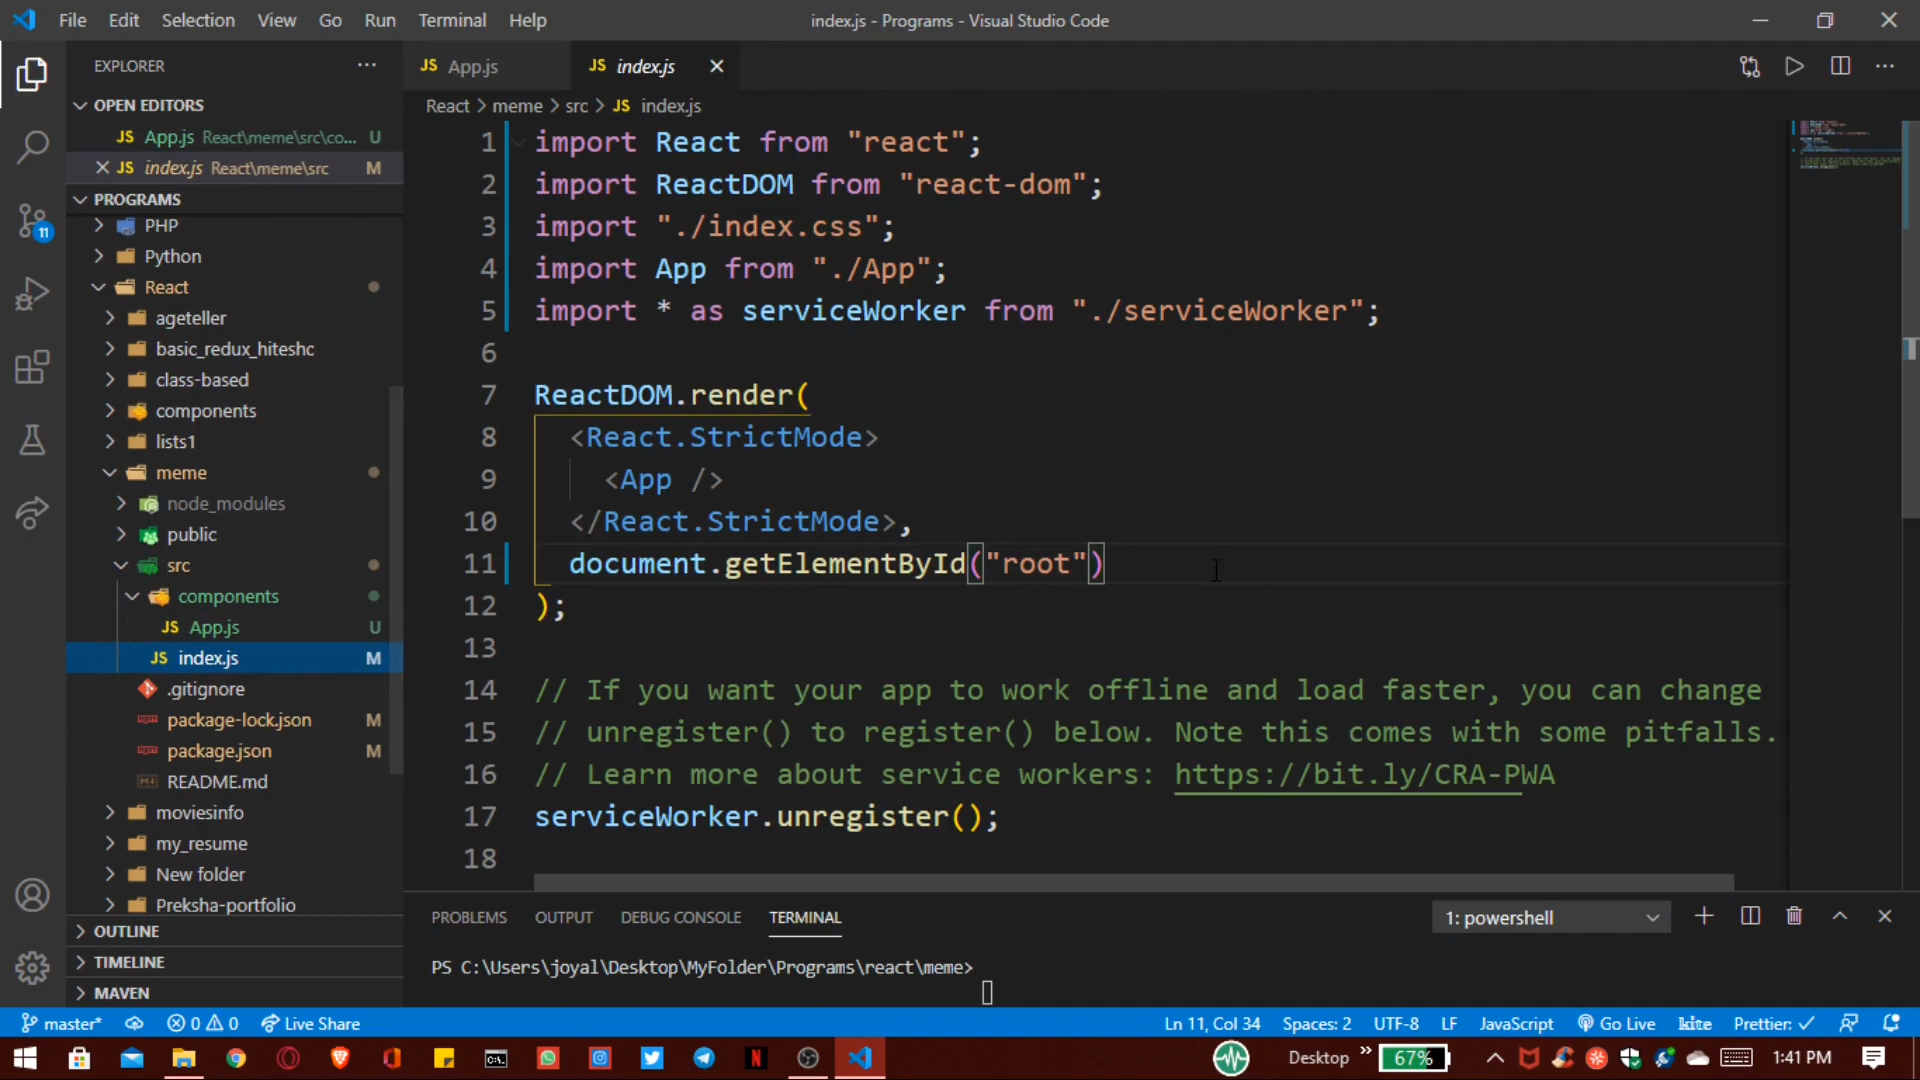 File Edit Selection View Go Run Terminal Help
index.js - Programs - Visual Studio Code
EXPLORER
JS App.js
JS index.js
OPEN EDITORS
JS App.js React\meme\src\co... U
JS index.js React\meme\src M
PROGRAMS
PHP
Python
React
ageteller
basic_redux_hiteshc
class-based
components
lists1
meme
node_modules
public
src
components
JS App.js U
JS index.js M
.gitignore
package-lock.json M
package.json M
README.md
moviesinfo
my_resume
New folder
Preksha-portfolio
OUTLINE
TIMELINE
MAVEN
11
React > meme > src > JS index.js
1 import React from "react";
2 import ReactDOM from "react-dom";
3 import "./index.css";
4 import App from "./App";
5 import * as serviceWorker from "./serviceWorker";
6
7 ReactDOM.render(
8 <React.StrictMode>
9 <App />
10 </React.StrictMode>,
11 document.getElementById("root")
12 );
13
14 // If you want your app to work offline and load faster, you can change
15 // unregister() to register() below. Note this comes with some pitfalls.
16 // Learn more about service workers: https://bit.ly/CRA-PWA
17 serviceWorker.unregister();
18
PROBLEMS OUTPUT DEBUG CONSOLE TERMINAL
1: powershell
PS C:\Users\joyal\Desktop\MyFolder\Programs\react\meme>
master* 0 0 Live Share
Ln 11, Col 34 Spaces: 2 UTF-8 LF JavaScript Go Live kite Prettier: ✓
Desktop » 67% 1:41 PM